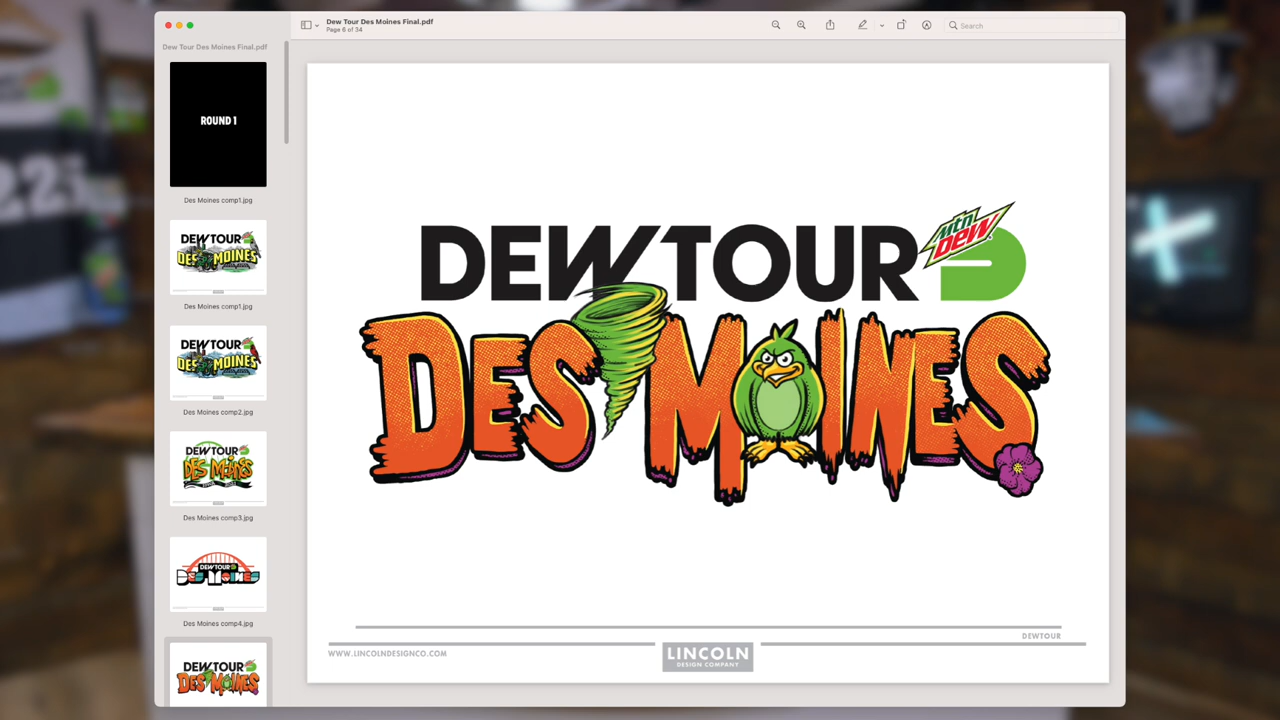 Dew Tour Des Moines Final.pdf
Page 6 of 34
Search
Dew Tour Des Moines Final.pdf
ROUND 1
Des Moines comp1.jpg
DEWTOUR
DES MOINES
Des Moines comp1.jpg
DEWTOUR
DES MOINES
Des Moines comp2.jpg
DEWTOUR
DES MOINES
Des Moines comp3.jpg
DEWTOUR
DES MOINES
Des Moines comp4.jpg
DEWTOUR
DES MOINES
DEWTOUR
mtn
DEW
DES MOINES
DEWTOUR
WWW.LINCOLNDESIGNCO.COM
LINCOLN
DESIGN COMPANY